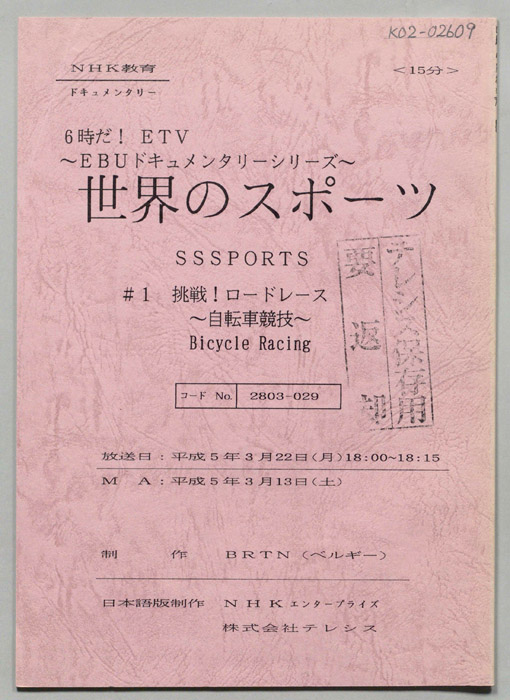 K02-02609
NHK教育
<15分>
ドキュメンタリー
6時だ! ETV
～EBUドキュメンタリーシリーズ～
世界のスポーツ
SSSPORTS
#1 挑戦!ロードレース
～自転車競技～
Bicycle Racing
コード No. 2803-029
テレシス保存用
要返却
放送日:平成5年3月22日(月)18:00~18:15
M A:平成5年3月13日(土)
制 作 BRTN (ベルギー)
日本語版制作 NHKエンタープライズ
株式会社テレシス